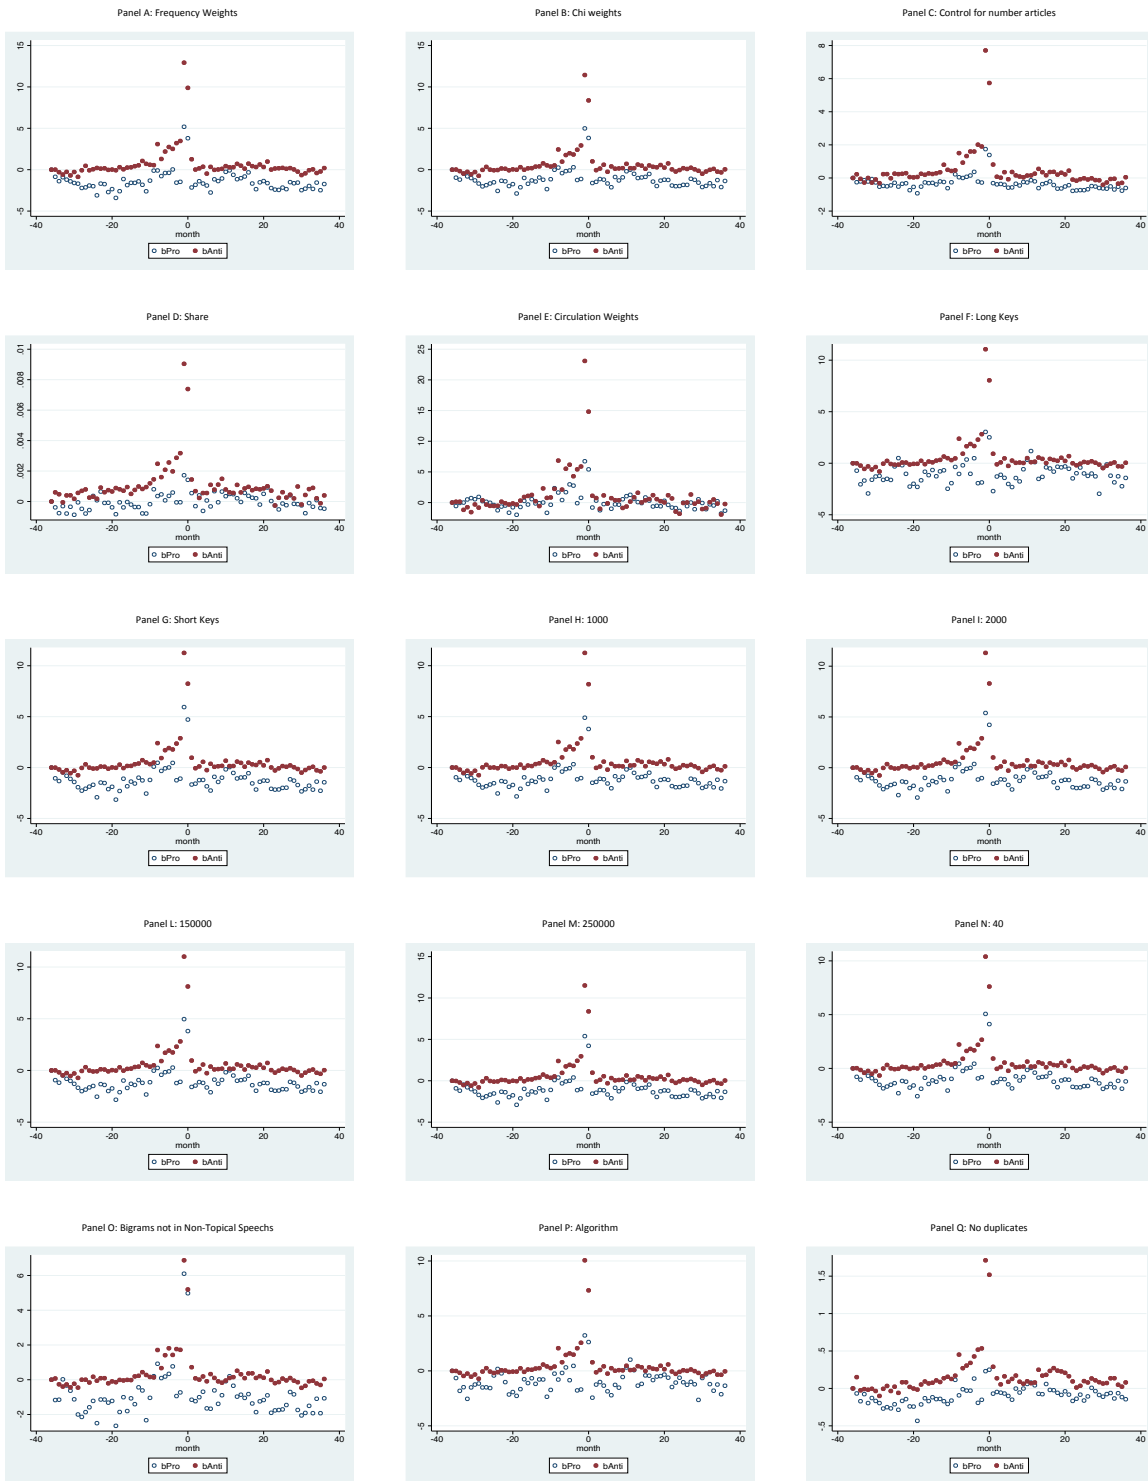 Panel A: Frequency Weights
15
10
5
0
-5
-40 -20 0 20 40
month
bPro bAnti
Panel B: Chi weights
15
10
5
0
-5
-40 -20 0 20 40
month
bPro bAnti
Panel C: Control for number articles
8
6
4
2
0
-2
-40 -20 0 20 40
month
bPro bAnti
Panel D: Share
.01
.008
.006
.004
.002
0
-40 -20 0 20 40
month
bPro bAnti
Panel E: Circulation Weights
25
20
15
10
5
0
-40 -20 0 20 40
month
bPro bAnti
Panel F: Long Keys
10
5
0
-5
-40 -20 0 20 40
month
bPro bAnti
Panel G: Short Keys
10
5
0
-5
-40 -20 0 20 40
month
bPro bAnti
Panel H: 1000
10
5
0
-5
-40 -20 0 20 40
month
bPro bAnti
Panel I: 2000
10
5
0
-5
-40 -20 0 20 40
month
bPro bAnti
Panel L: 150000
10
5
0
-5
-40 -20 0 20 40
month
bPro bAnti
Panel M: 250000
15
10
5
0
-5
-40 -20 0 20 40
month
bPro bAnti
Panel N: 40
10
5
0
-5
-40 -20 0 20 40
month
bPro bAnti
Panel O: Bigrams not in Non-Topical Speechs
6
4
2
0
-2
-40 -20 0 20 40
month
bPro bAnti
Panel P: Algorithm
10
5
0
-5
-40 -20 0 20 40
month
bPro bAnti
Panel Q: No duplicates
1.5
1
.5
0
-.5
-40 -20 0 20 40
month
bPro bAnti